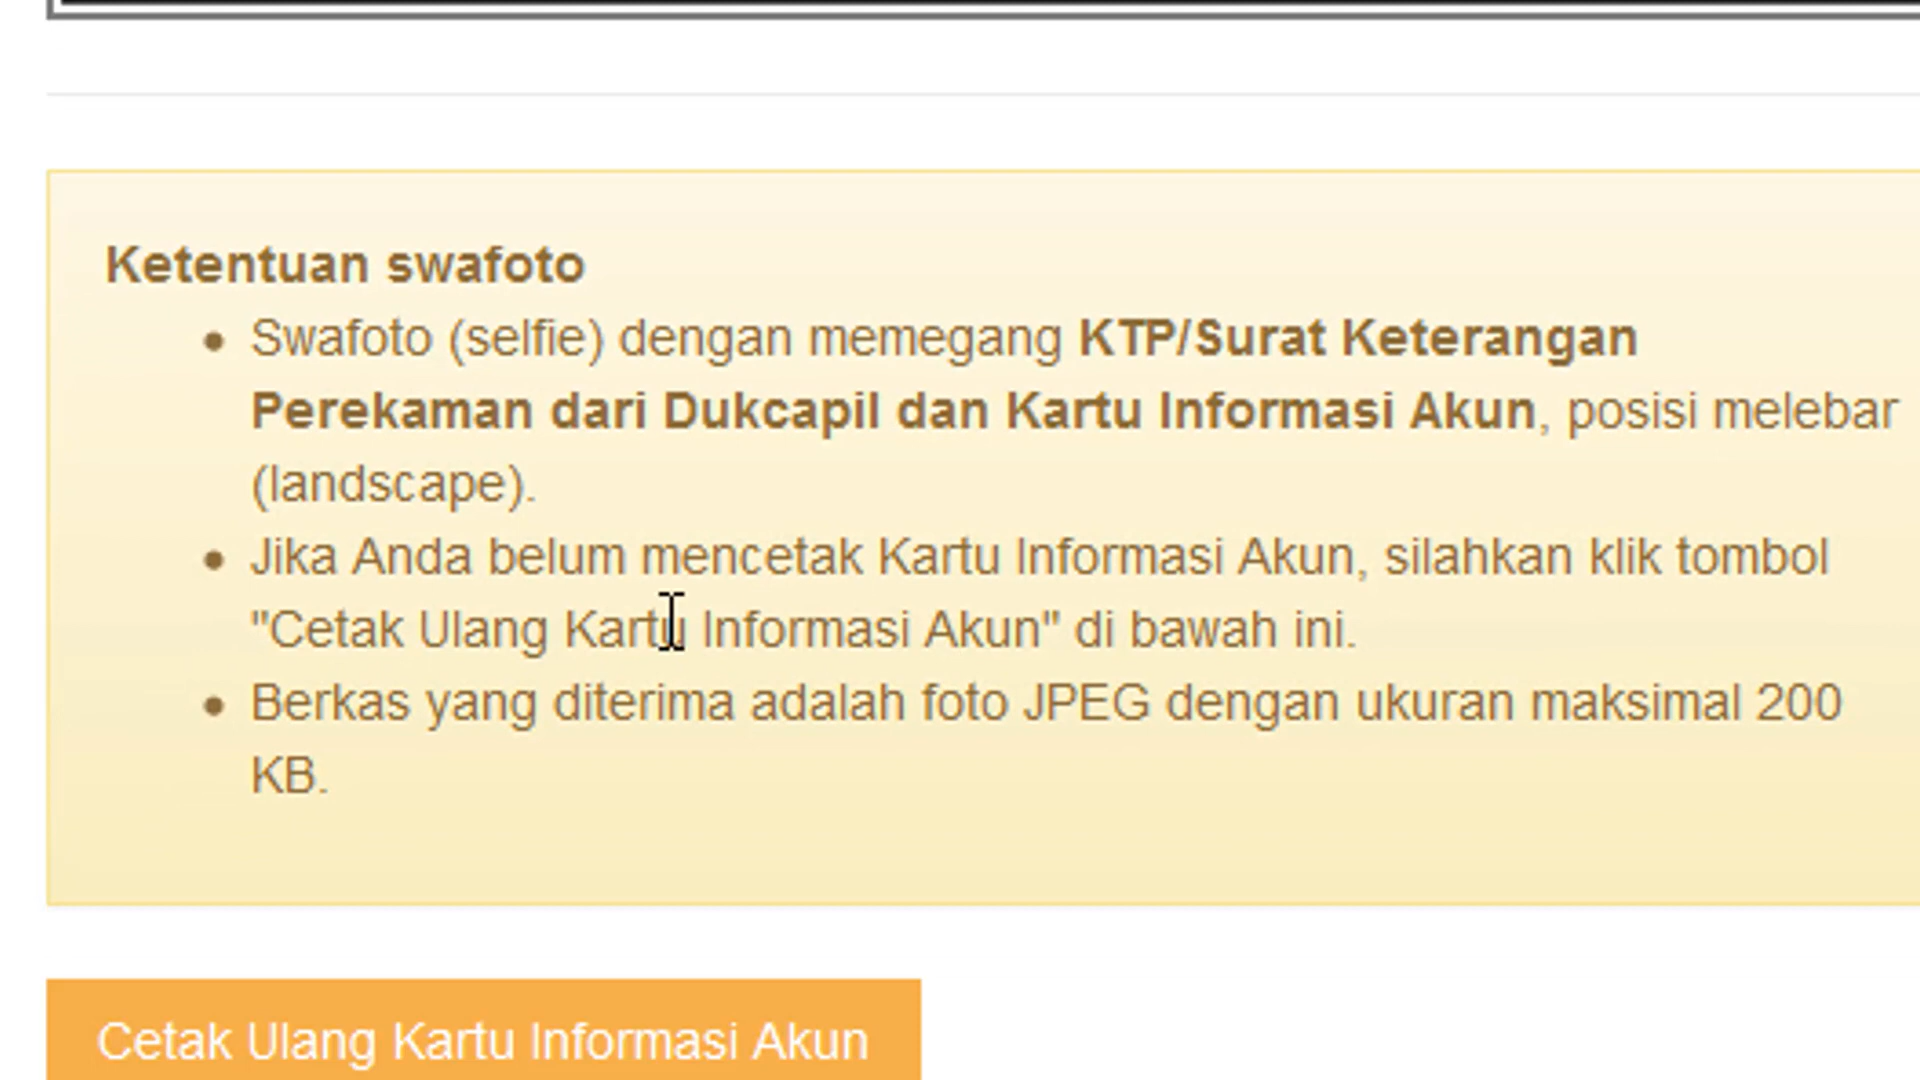 Ketentuan swafoto
Swafoto (selfie) dengan memegang KTP/Surat Keterangan
Perekaman dari Dukcapil dan Kartu Informasi Akun, posisi melebar
(landscape).
Jika Anda belum mencetak Kartu Informasi Akun, silahkan klik tombol
"Cetak Ulang Kartu Informasi Akun" di bawah ini.
Berkas yang diterima adalah foto JPEG dengan ukuran maksimal 200
KB.
Cetak Ulang Kartu Informasi Akun